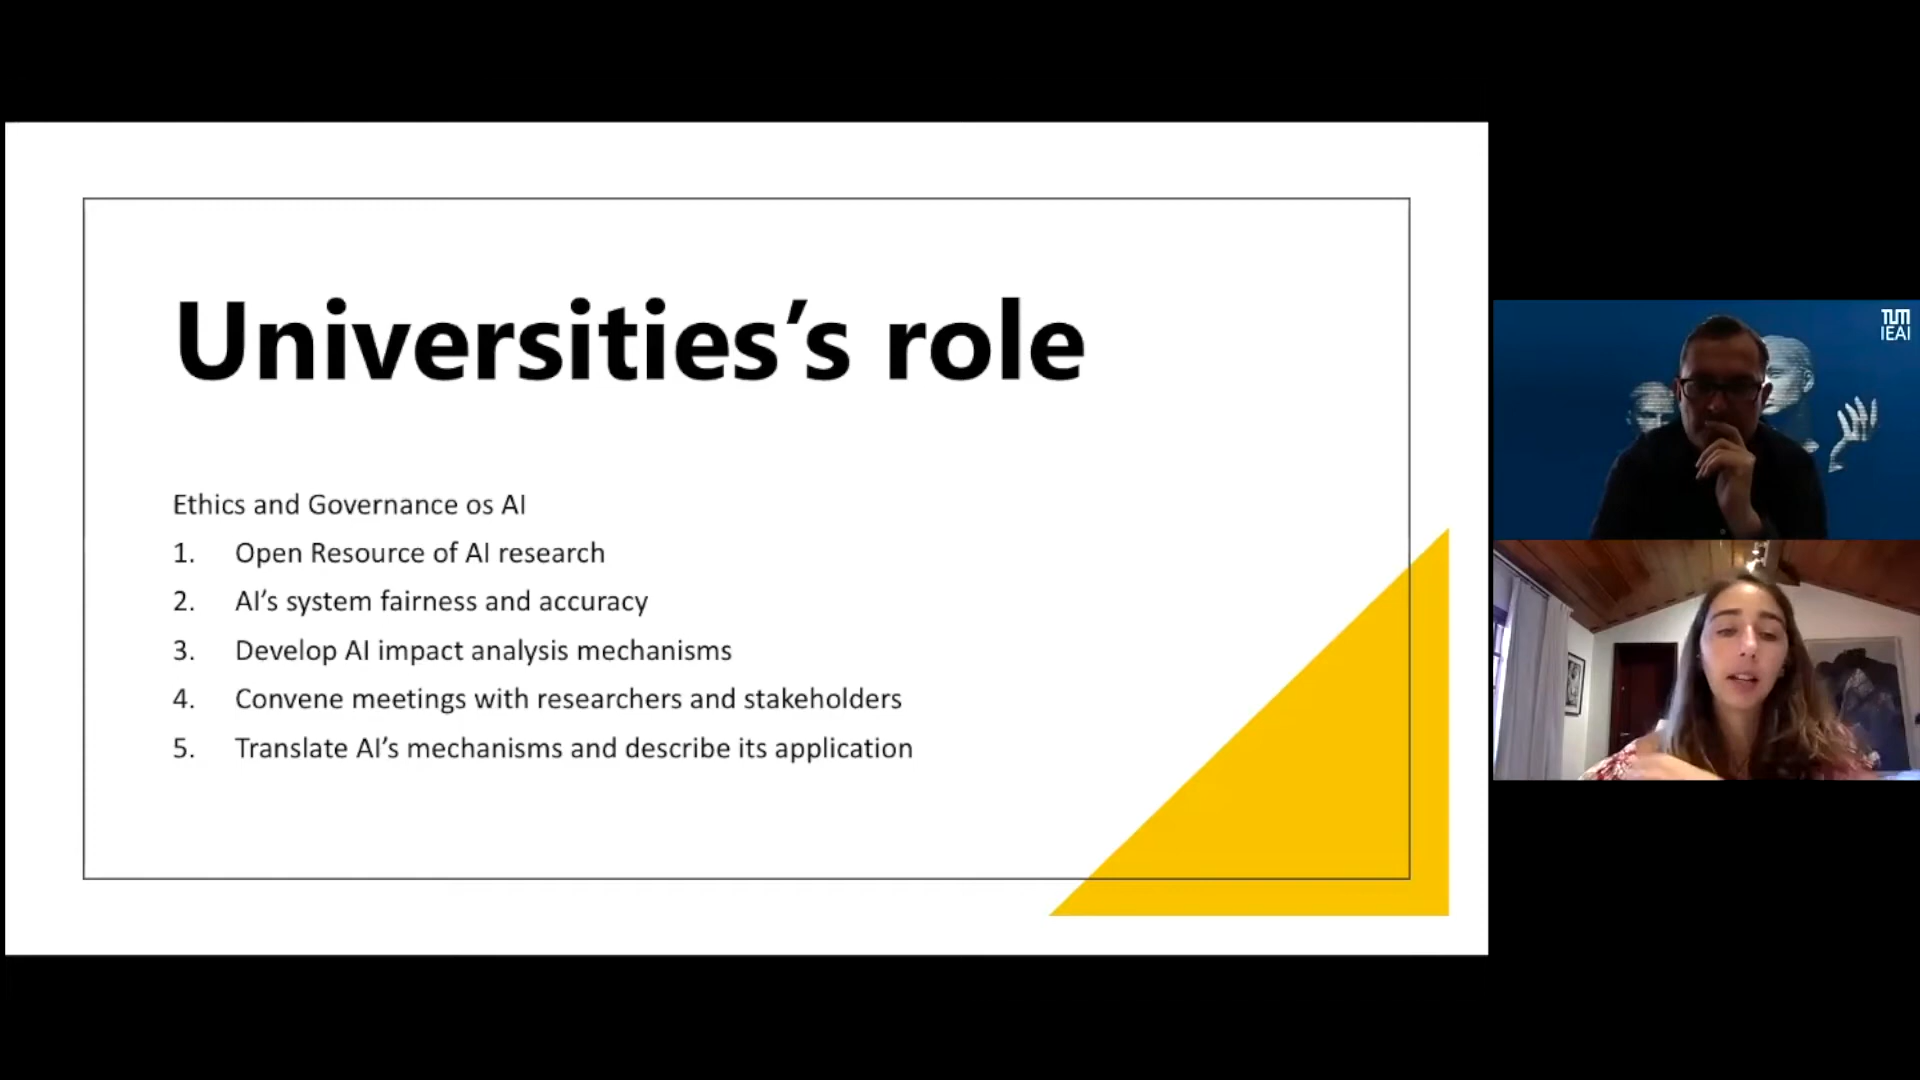 Universities’s role
Ethics and Governance os AI
1. Open Resource of AI research
2. AI’s system fairness and accuracy
3. Develop AI impact analysis mechanisms
4. Convene meetings with researchers and stakeholders
5. Translate AI’s mechanisms and describe its application
TUM
IEAI